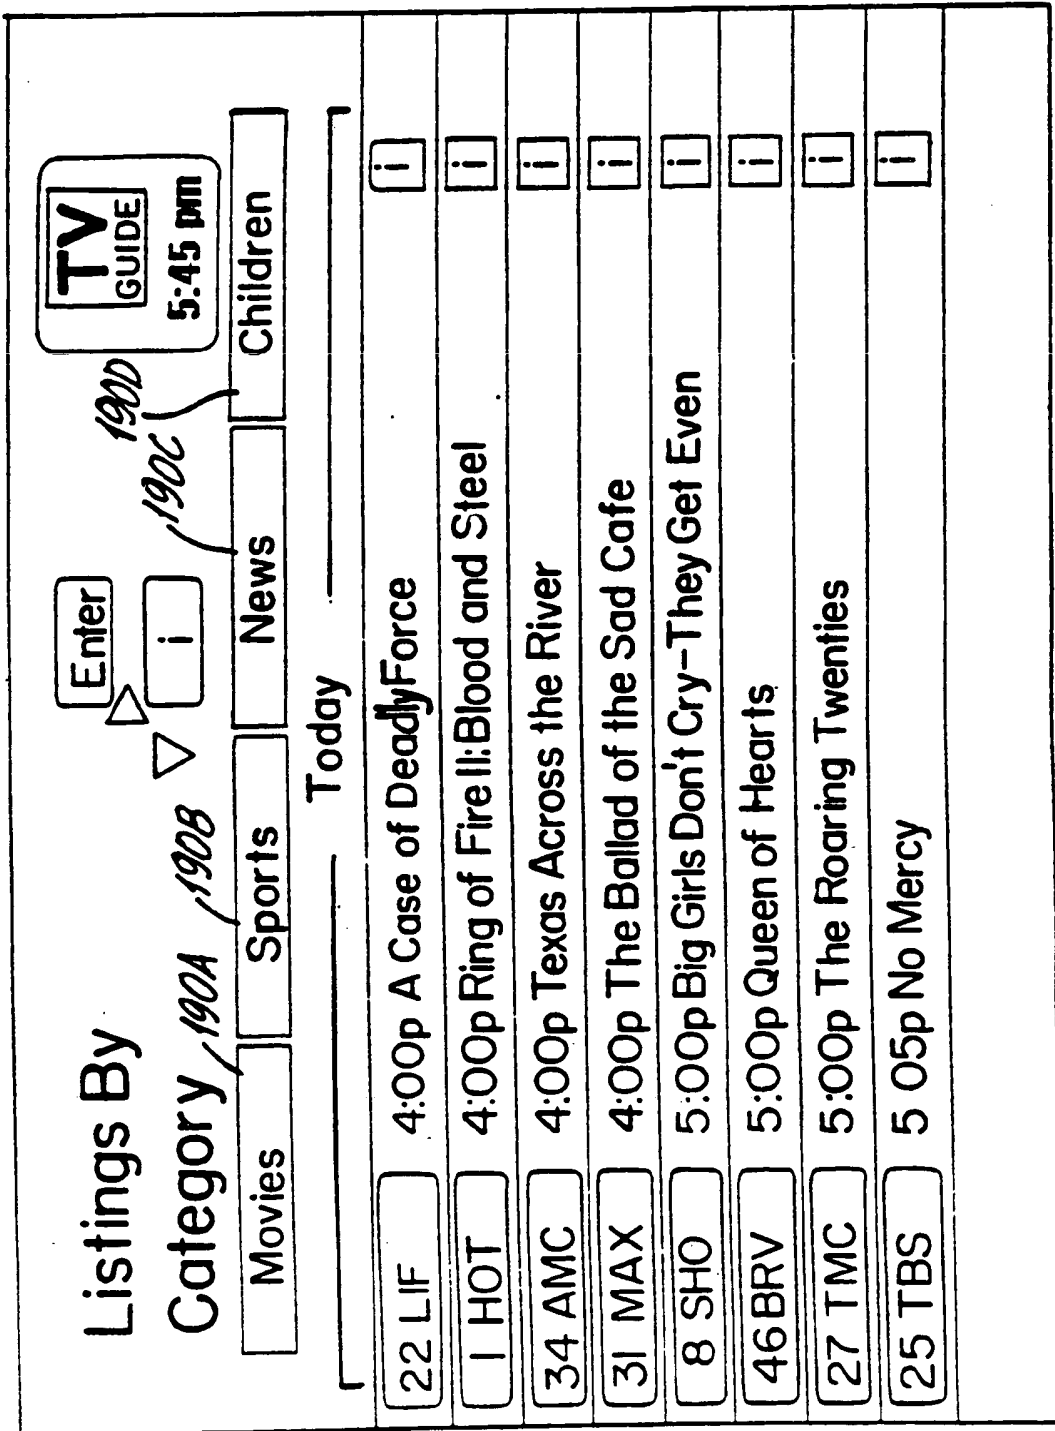 Listings By
Category
Enter
i
TV
GUIDE
5:45 pm
190A
190B
190C
190D
Movies
Sports
News
Children
Today
22 LIF 4:00p A Case of Deadly Force i
1 HOT 4:00p Ring of Fire II: Blood and Steel i
34 AMC 4:00p Texas Across the River i
31 MAX 4:00p The Ballad of the Sad Cafe i
8 SHO 5:00p Big Girls Don't Cry-They Get Even i
46 BRV 5:00p Queen of Hearts i
27 TMC 5:00p The Roaring Twenties i
25 TBS 5 05p No Mercy i